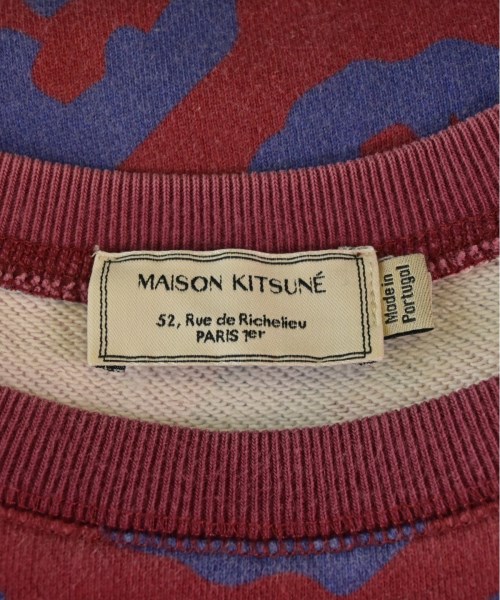 MAISON KITSUNÉ
52, Rue de Richelieu
PARIS 1er
Made in
Portugal